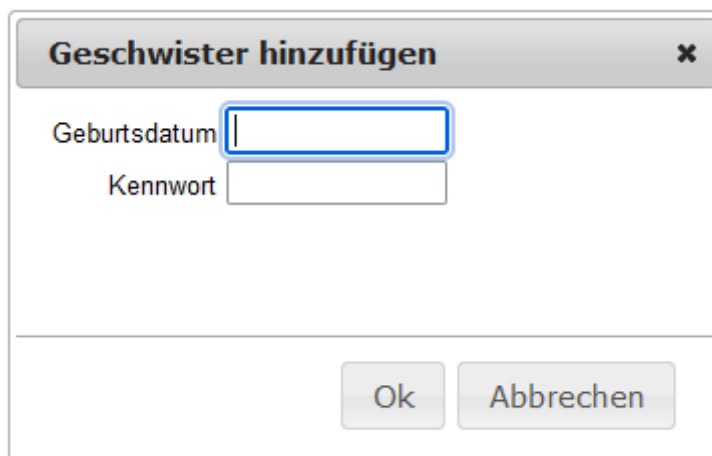 Geschwister hinzufügen
Geburtsdatum
Kennwort
Ok Abbrechen